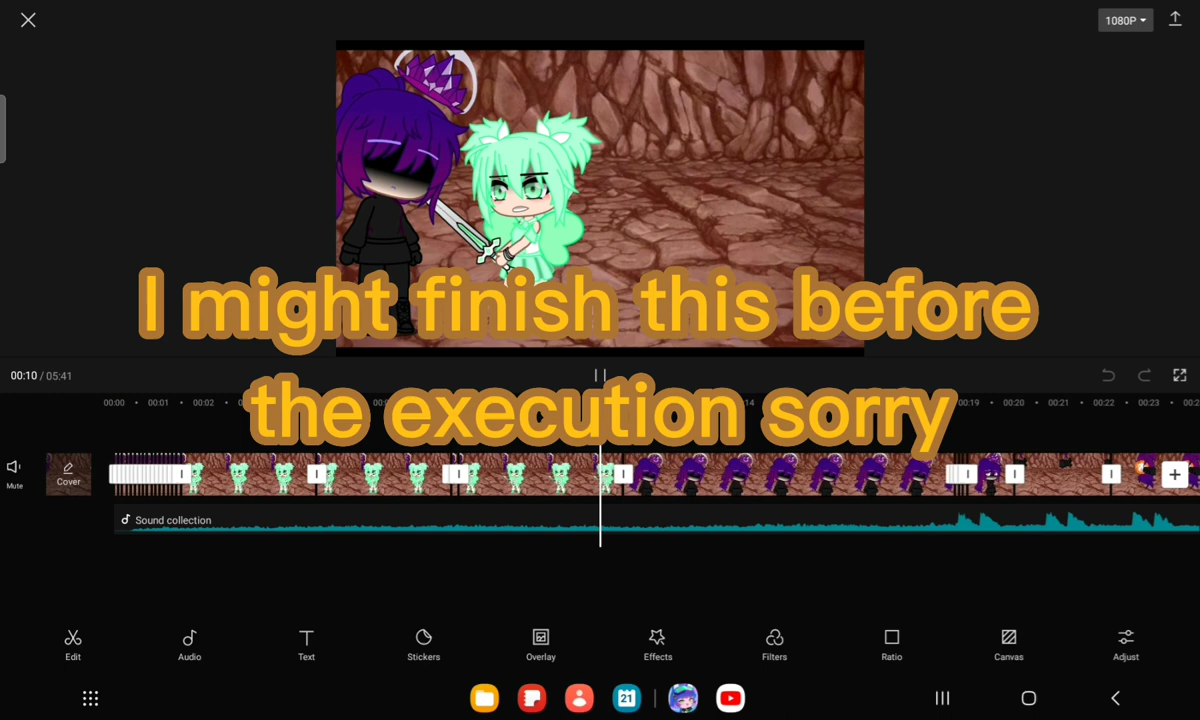 1080P
I might finish this before
00:10 / 05:41
the execution sorry
00:00 00:01 00:02 00:19 00:20 00:21 00:22 00:23
Mute
Cover
Sound collection
Edit Audio Text Stickers Overlay Effects Filters Ratio Canvas Adjust
21